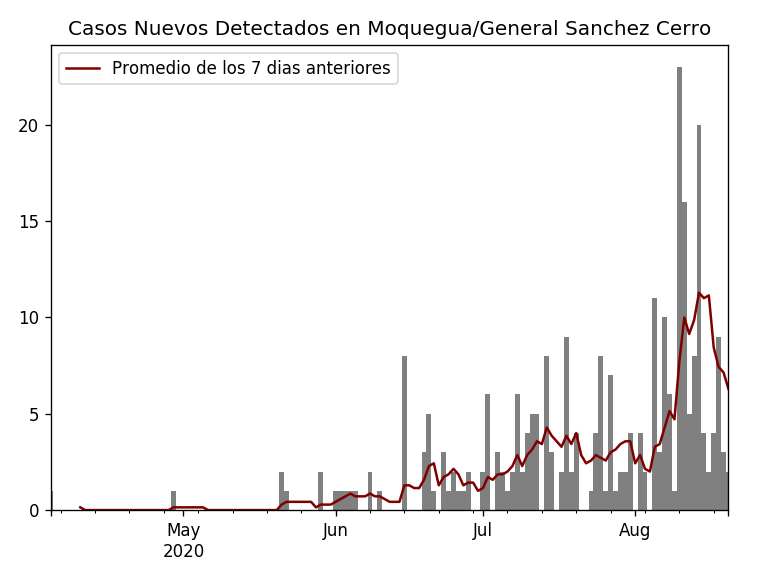 Casos Nuevos Detectados en Moquegua/General Sanchez Cerro
Promedio de los 7 dias anteriores
20
15
10
5
0
May Jun Jul Aug
2020